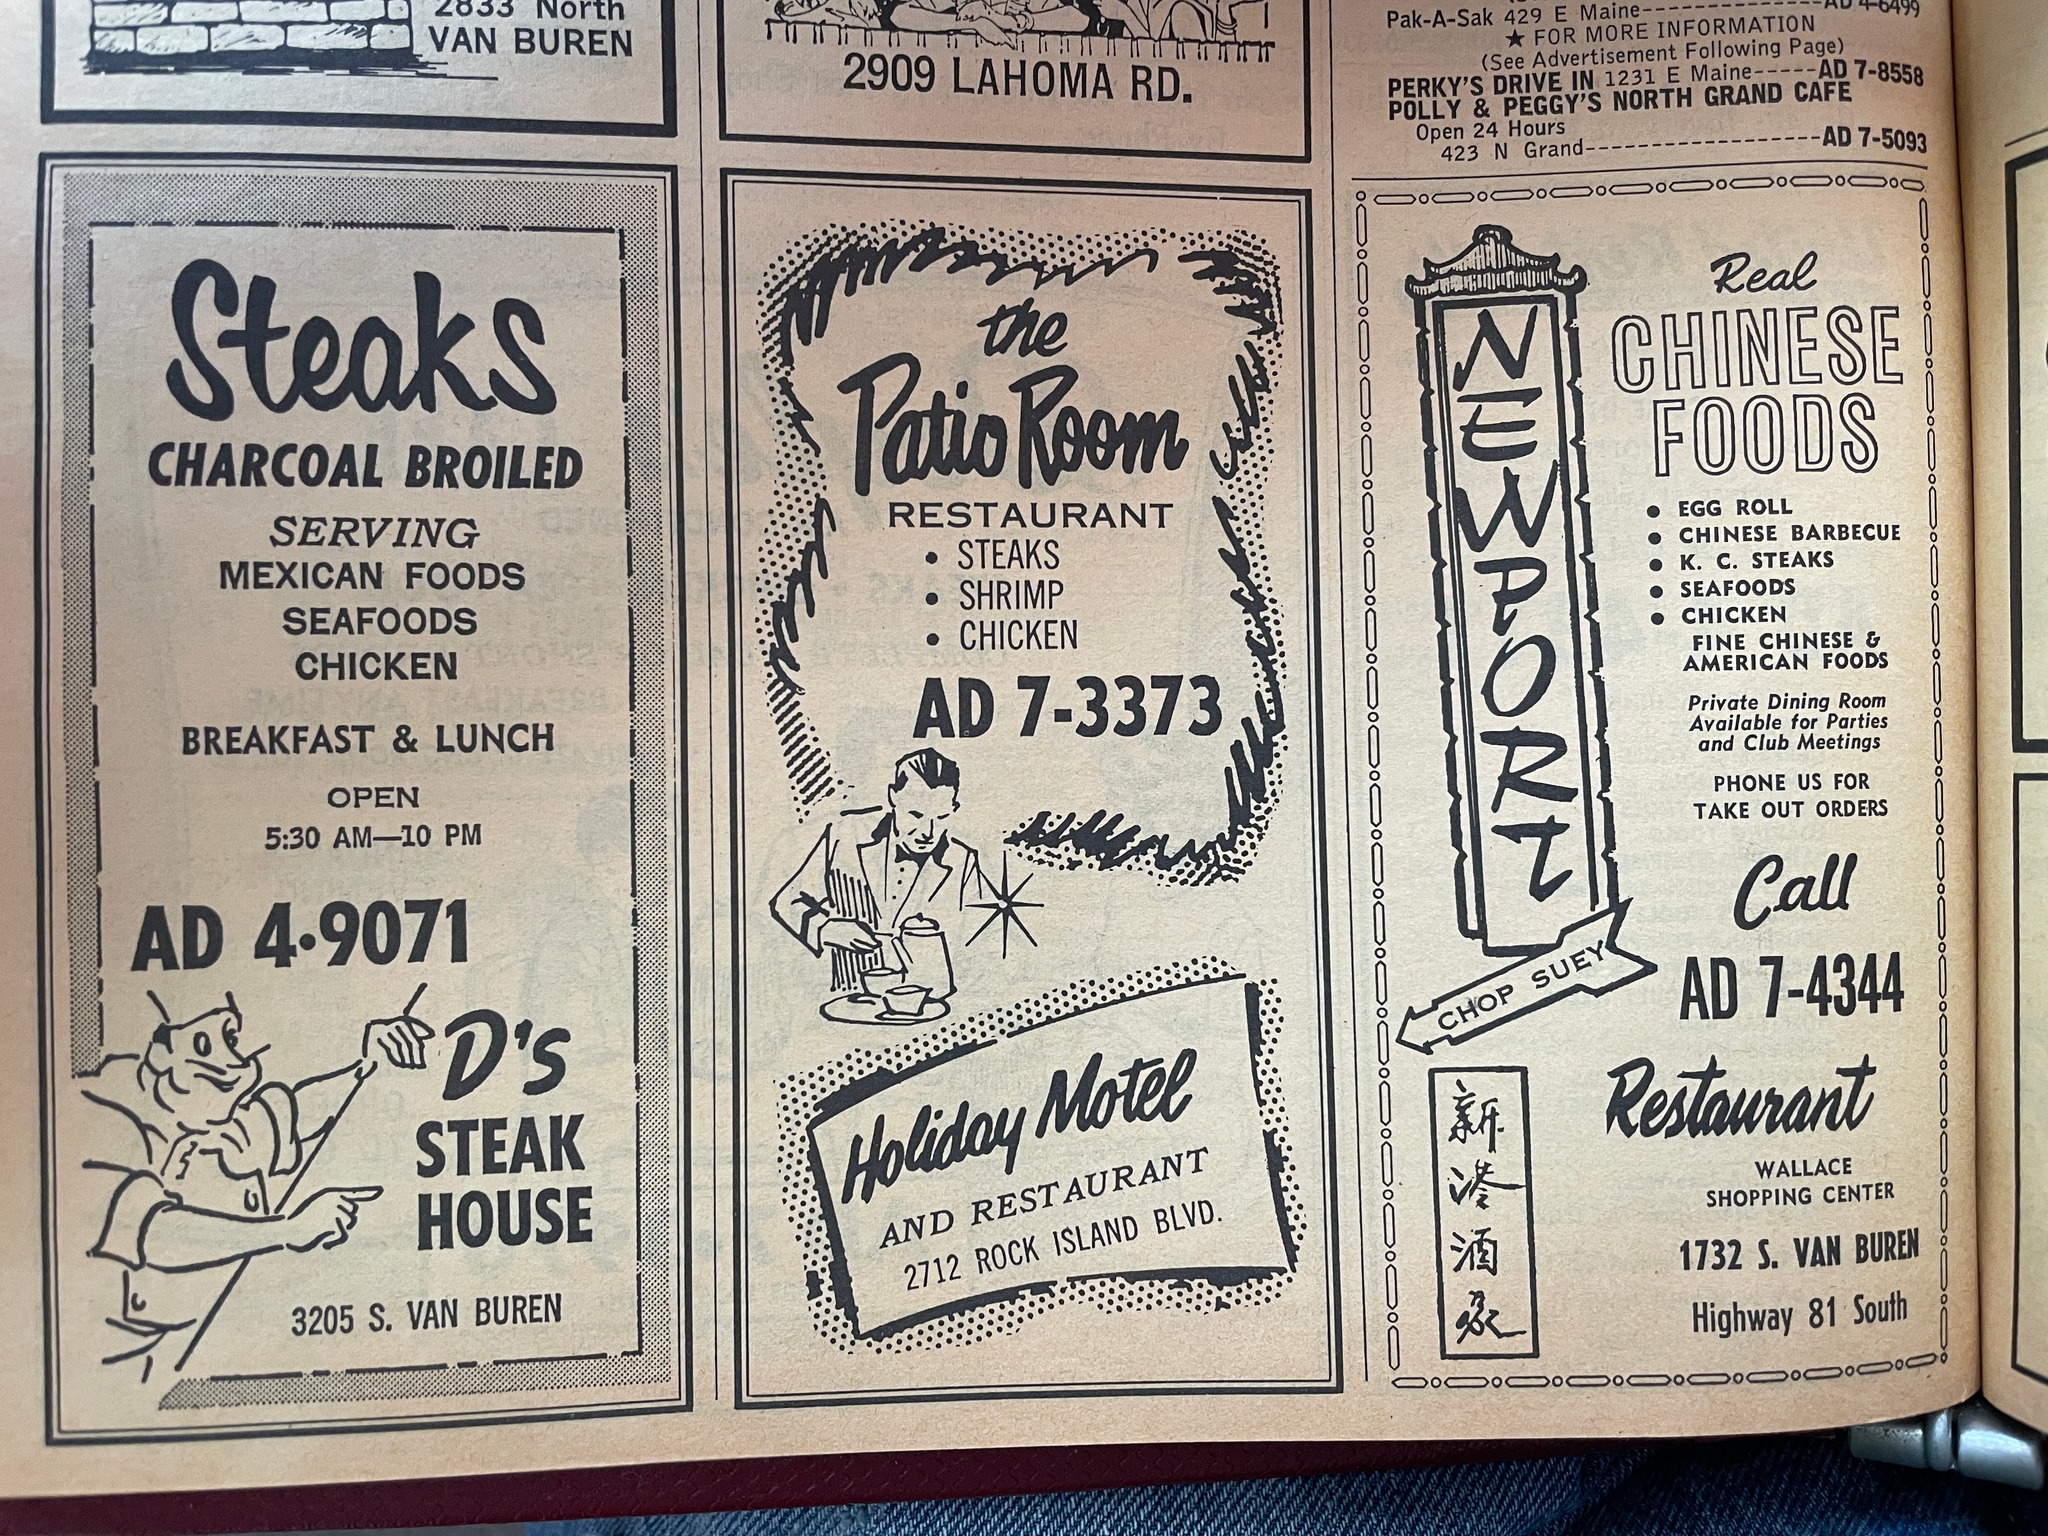 2833 North
VAN BUREN
2909 LAHOMA RD.
Pak-A-Sak 429 E Maine-------------AD 4-6499
★ FOR MORE INFORMATION
(See Advertisement Following Page)
PERKY'S DRIVE IN 1231 E Maine-----AD 7-8558
POLLY & PEGGY'S NORTH GRAND CAFE
Open 24 Hours
423 N Grand--------------------AD 7-5093
Steaks
CHARCOAL BROILED
SERVING
MEXICAN FOODS
SEAFOODS
CHICKEN
BREAKFAST & LUNCH
OPEN
5:30 AM—10 PM
AD 4•9071
D's
STEAK
HOUSE
3205 S. VAN BUREN
the
Patio Room
RESTAURANT
• STEAKS
• SHRIMP
• CHICKEN
AD 7-3373
Holiday Motel
AND RESTAURANT
2712 ROCK ISLAND BLVD.
NEWPORT
CHOP SUEY
新港酒家
Real
CHINESE
FOODS
• EGG ROLL
• CHINESE BARBECUE
• K. C. STEAKS
• SEAFOODS
• CHICKEN
FINE CHINESE &
AMERICAN FOODS
Private Dining Room
Available for Parties
and Club Meetings
PHONE US FOR
TAKE OUT ORDERS
Call
AD 7-4344
Restaurant
WALLACE
SHOPPING CENTER
1732 S. VAN BUREN
Highway 81 South